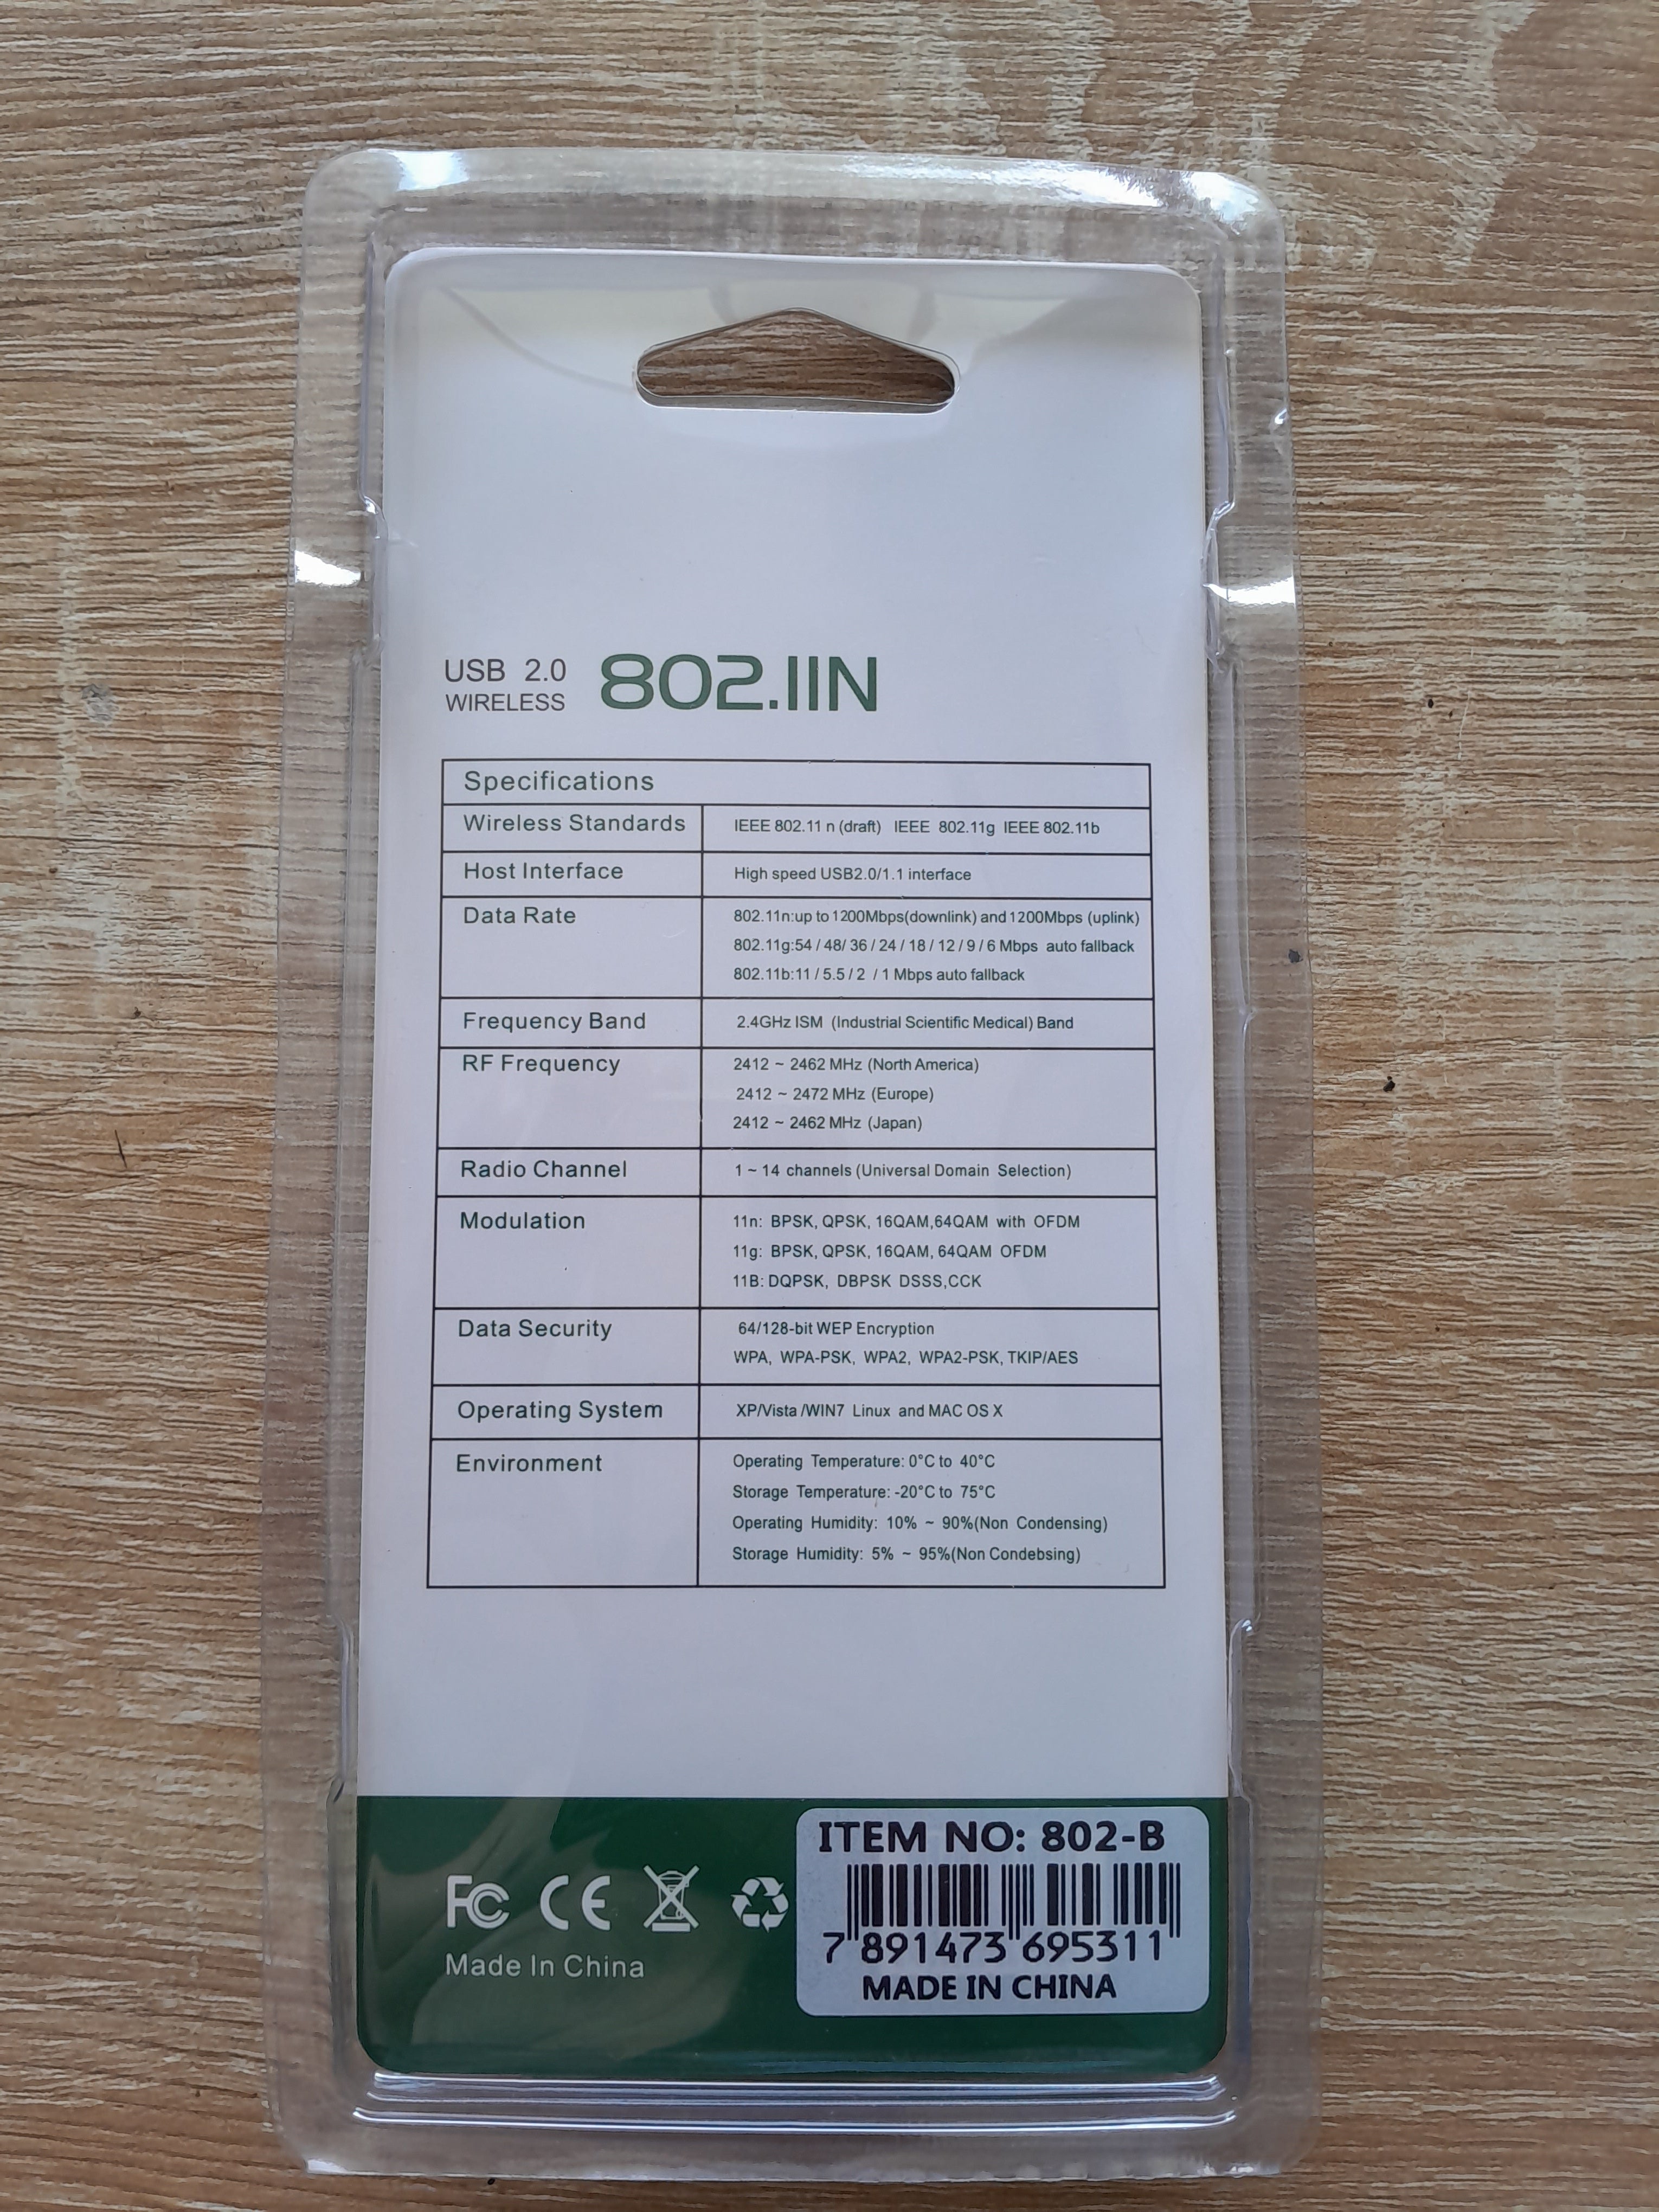 USB 2.0 802.IIN
WIRELESS
Specifications
Wireless Standards IEEE 802.11 n (draft) IEEE 802.11g IEEE 802.11b
Host Interface High speed USB2.0/1.1 interface
Data Rate 802.11n:up to 1200Mbps(downlink) and 1200Mbps (uplink)
802.11g:54 / 48/ 36 / 24 / 18 / 12 / 9 / 6 Mbps auto fallback
802.11b:11 / 5.5 / 2 / 1 Mbps auto fallback
Frequency Band 2.4GHz ISM (Industrial Scientific Medical) Band
RF Frequency 2412 ~ 2462 MHz (North America)
2412 ~ 2472 MHz (Europe)
2412 ~ 2462 MHz (Japan)
Radio Channel 1 ~ 14 channels (Universal Domain Selection)
Modulation 11n: BPSK, QPSK, 16QAM,64QAM with OFDM
11g: BPSK, QPSK, 16QAM, 64QAM OFDM
11B: DQPSK, DBPSK DSSS,CCK
Data Security 64/128-bit WEP Encryption
WPA, WPA-PSK, WPA2, WPA2-PSK, TKIP/AES
Operating System XP/Vista /WIN7 Linux and MAC OS X
Environment Operating Temperature: 0°C to 40°C
Storage Temperature: -20°C to 75°C
Operating Humidity: 10% ~ 90%(Non Condensing)
Storage Humidity: 5% ~ 95%(Non Condebsing)
ITEM NO: 802-B
FC CE
7 891473 695311
Made In China
MADE IN CHINA